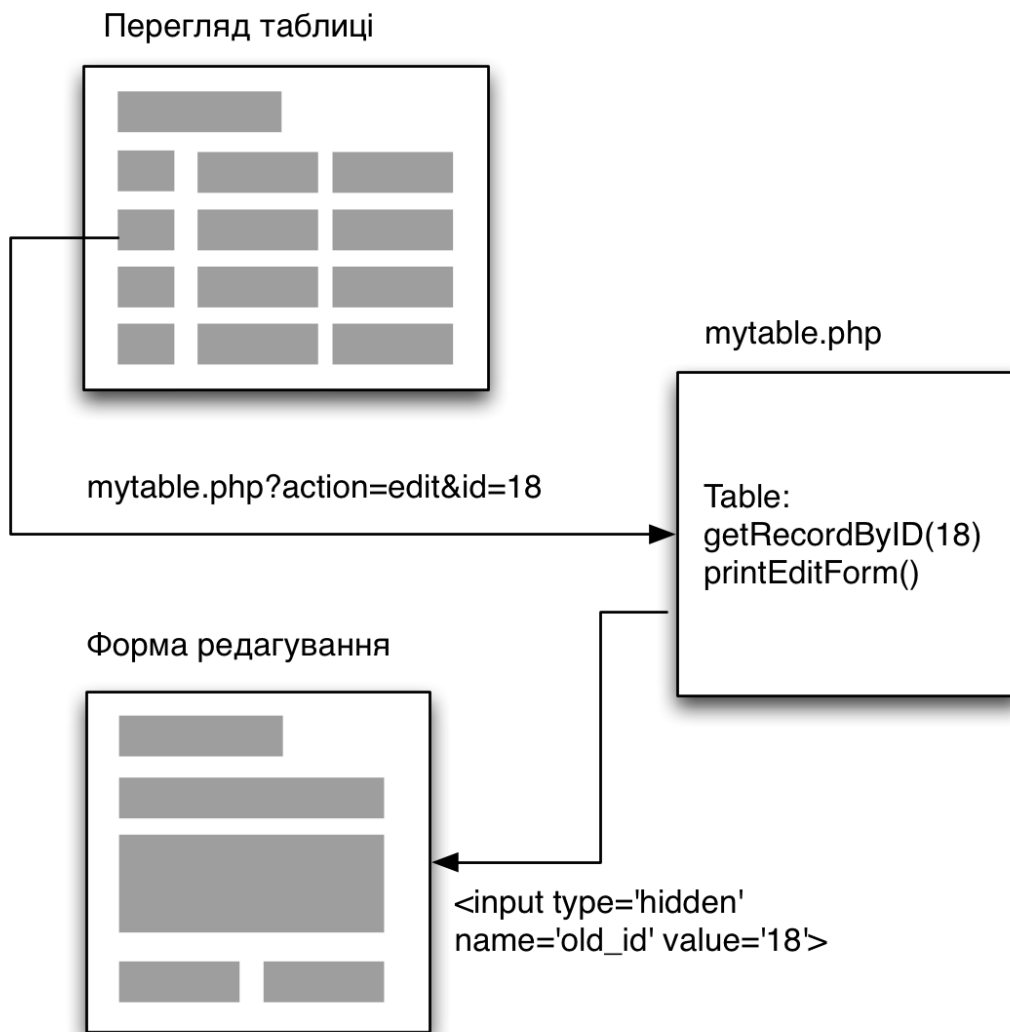 Перегляд таблиці
mytable.php
mytable.php?action=edit&id=18
Table:
getRecordByID(18)
printEditForm()
Форма редагування
<input type='hidden'
name='old_id' value='18'>